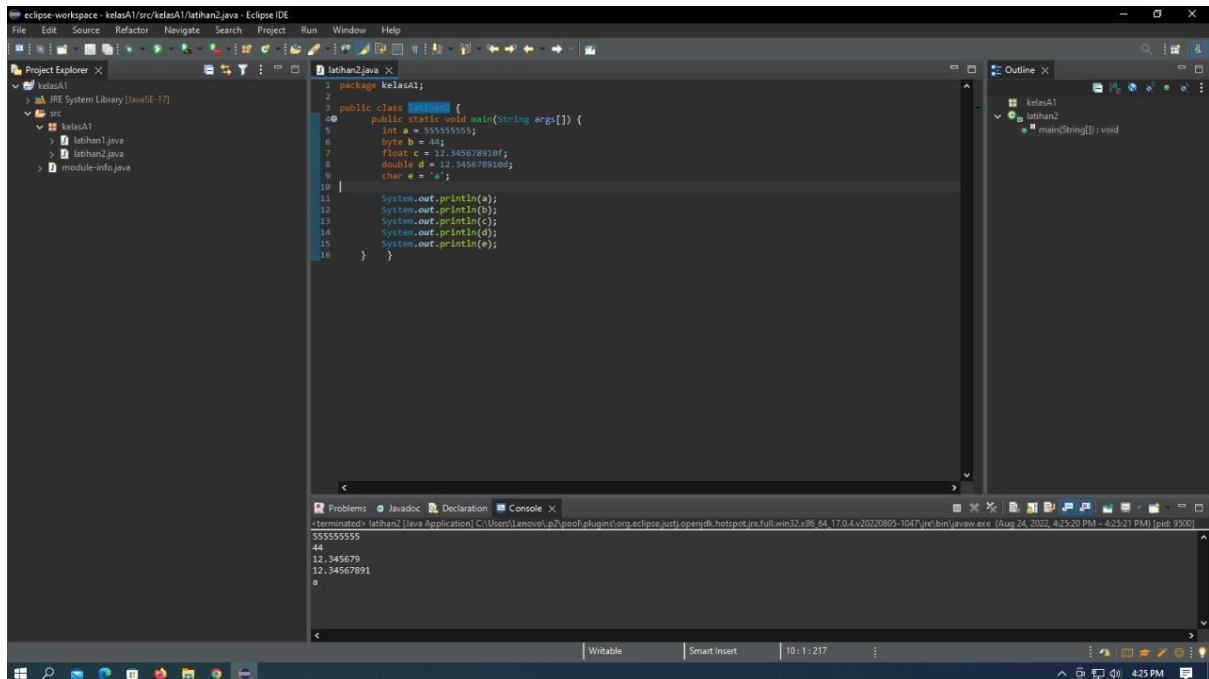 eclipse-workspace - kelasA1/src/kelasA1/latihan2.java - Eclipse IDE
File Edit Source Refactor Navigate Search Project Run Window Help
Project Explorer
kelasA1
JRE System Library [JavaSE-17]
src
kelasA1
latihan1.java
latihan2.java
module-info.java
latihan2.java
1 package kelasA1;
2
3 public class latihan2 {
4 public static void main(String args[]) {
5 int a = 555555555;
6 byte b = 44;
7 float c = 12.345678910f;
8 double d = 12.345678910d;
9 char e = 'a';
10
11 System.out.println(a);
12 System.out.println(b);
13 System.out.println(c);
14 System.out.println(d);
15 System.out.println(e);
16 } }
Outline
kelasA1
latihan2
main(String[]) : void
Problems Javadoc Declaration Console
<terminated> latihan2 [Java Application] C:\Users\Lenovo\.p2\pool\plugins\org.eclipse.justj.openjdk.hotspot.jre.full.win32.x86_64_17.0.4.v20220805-1047\jre\bin\javaw.exe (Aug 24, 2022, 4:25:20 PM – 4:25:21 PM) [pid: 9500]
555555555
44
12.345679
12.34567891
a
Writable Smart Insert 10 : 1 : 217
4:25 PM